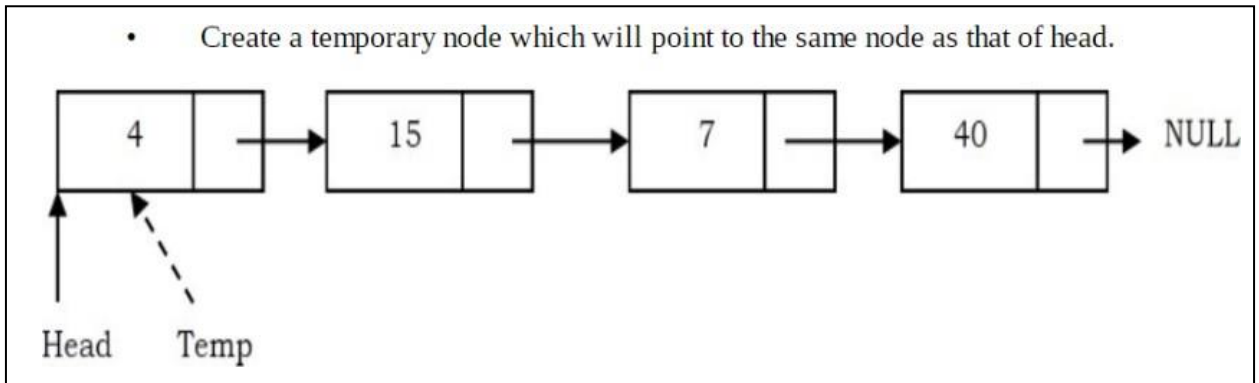 • Create a temporary node which will point to the same node as that of head.
4 15 7 40 NULL
Head Temp